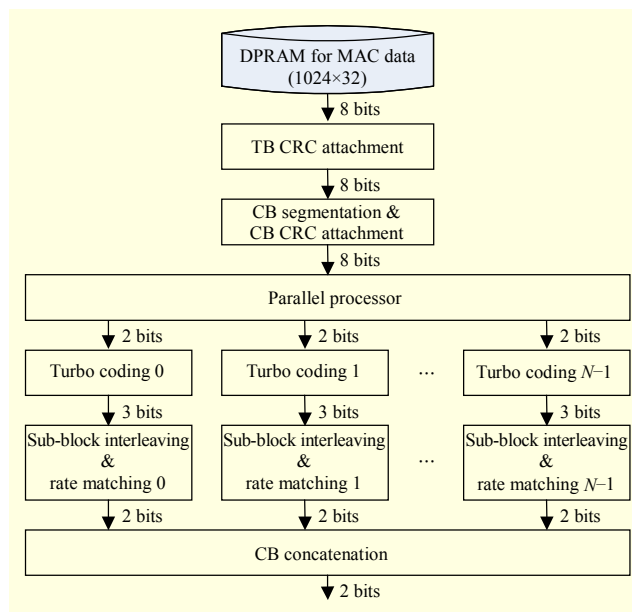 DPRAM for MAC data
(1024×32)
8 bits
TB CRC attachment
8 bits
CB segmentation &
CB CRC attachment
8 bits
Parallel processor
2 bits 2 bits 2 bits
Turbo coding 0 Turbo coding 1 ... Turbo coding N−1
3 bits 3 bits 3 bits
Sub-block interleaving Sub-block interleaving Sub-block interleaving
& & ... &
rate matching 0 rate matching 1 rate matching N−1
2 bits 2 bits 2 bits
CB concatenation
2 bits